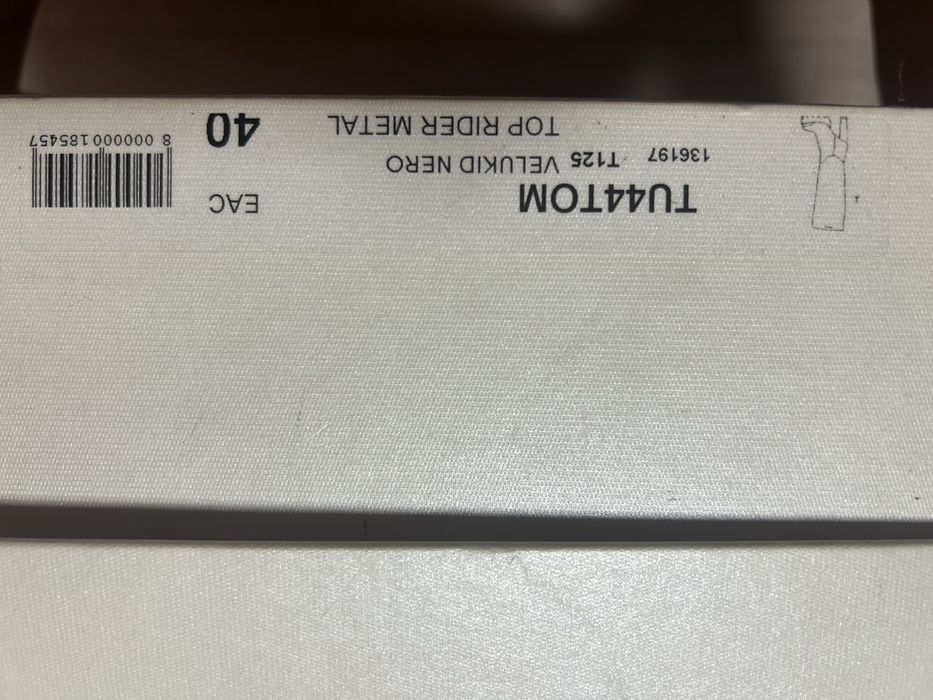 TU44TOM
EAC
136197 T125 VELUKID NERO
TOP RIDER METAL
40
8 000000 185457